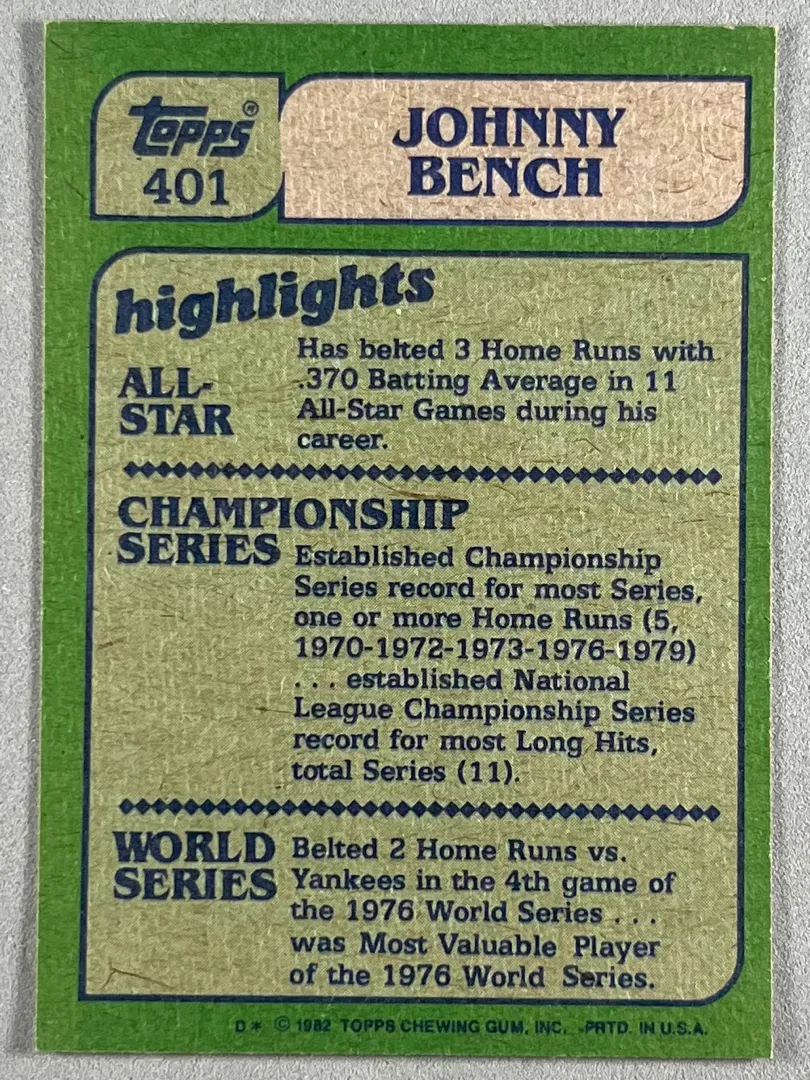 Topps®
401
JOHNNY
BENCH
highlights
ALL-
STAR
Has belted 3 Home Runs with
.370 Batting Average in 11
All-Star Games during his
career.
CHAMPIONSHIP
SERIES
Established Championship
Series record for most Series,
one or more Home Runs (5,
1970-1972-1973-1976-1979)
. . . established National
League Championship Series
record for most Long Hits,
total Series (11).
WORLD
SERIES
Belted 2 Home Runs vs.
Yankees in the 4th game of
the 1976 World Series . . .
was Most Valuable Player
of the 1976 World Series.
D* © 1982 TOPPS CHEWING GUM, INC. PRTD. IN U.S.A.